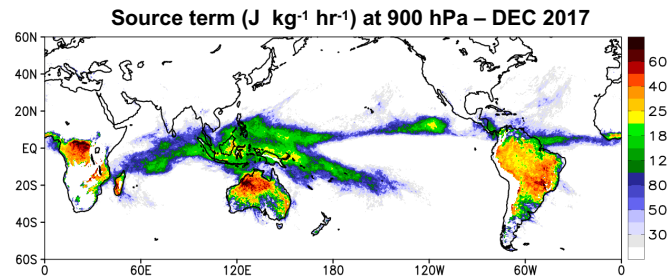 Source term (J kg-1 hr-1) at 900 hPa – DEC 2017
60N
40N
20N
EQ
20S
40S
60S
0 60E 120E 180 120W 60W 0
60
40
25
18
12
80
50
30